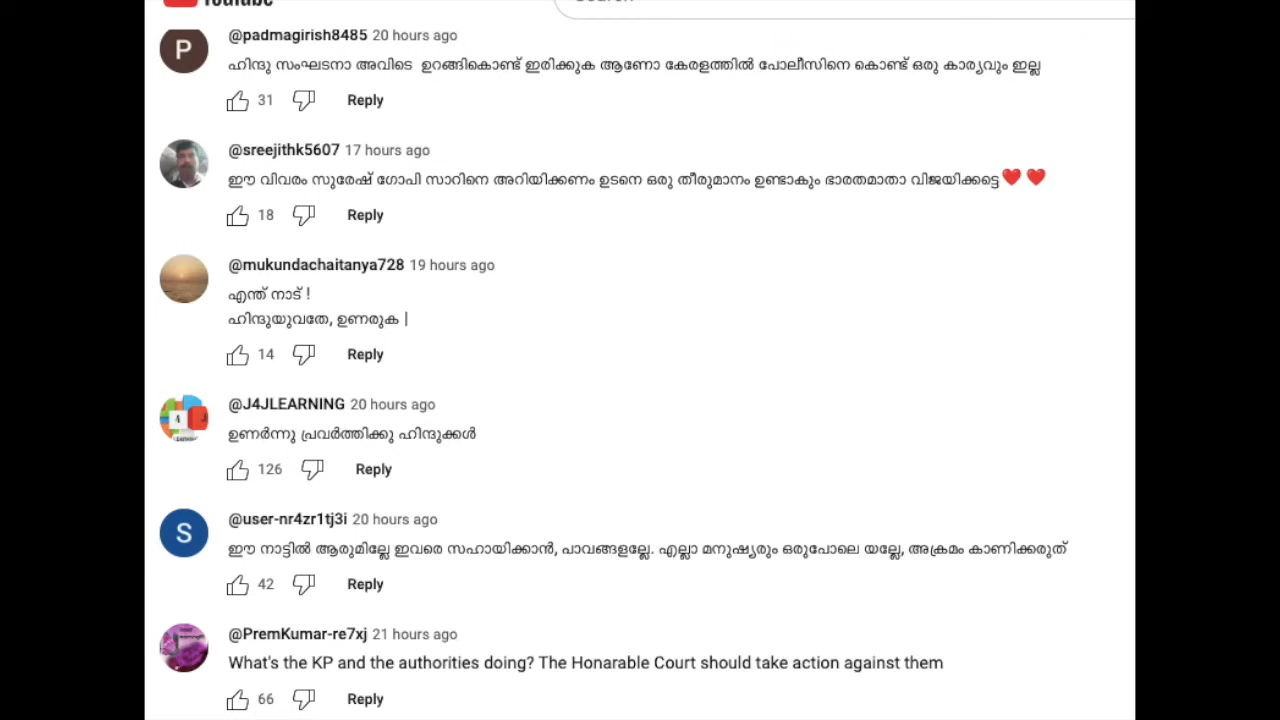 YouTube
Search
P
@padmagirish8485 20 hours ago
ഹിന്ദു സംഘടനാ അവിടെ ഉറങ്ങികൊണ്ട് ഇരിക്കുക ആണോ കേരളത്തിൽ പോലീസിനെ കൊണ്ട് ഒരു കാര്യവും ഇല്ല
31 Reply
@sreejithk5607 17 hours ago
ഈ വിവരം സുരേഷ് ഗോപി സാറിനെ അറിയിക്കണം ഉടനെ ഒരു തീരുമാനം ഉണ്ടാകും ഭാരതമാതാ വിജയിക്കട്ടെ❤️ ❤️
18 Reply
@mukundachaitanya728 19 hours ago
എന്ത് നാട് !
ഹിന്ദുയുവതേ, ഉണരുക |
14 Reply
@J4JLEARNING 20 hours ago
ഉണർന്നു പ്രവർത്തിക്കു ഹിന്ദുക്കൾ
126 Reply
S
@user-nr4zr1tj3i 20 hours ago
ഈ നാട്ടിൽ ആരുമില്ലേ ഇവരെ സഹായിക്കാൻ, പാവങ്ങളല്ലേ. എല്ലാ മനുഷ്യരും ഒരുപോലെ യല്ലേ, അക്രമം കാണിക്കരുത്
42 Reply
@PremKumar-re7xj 21 hours ago
What's the KP and the authorities doing? The Honarable Court should take action against them
66 Reply